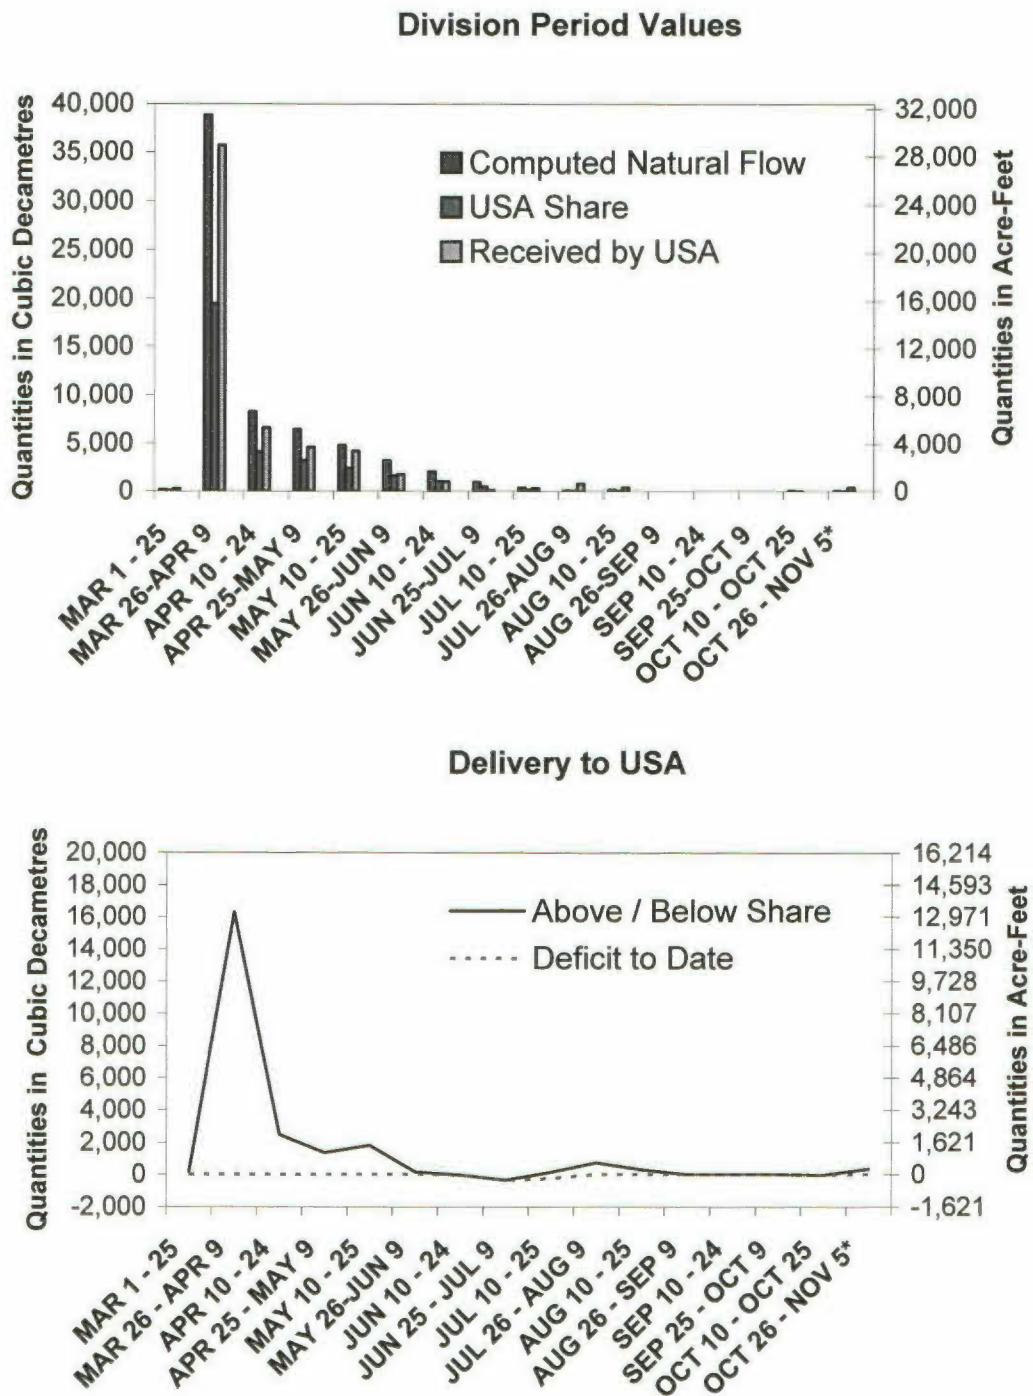 Division Period Values
Quantities in Cubic Decametres
40,000
35,000
30,000
25,000
20,000
15,000
10,000
5,000
0
Computed Natural Flow
USA Share
Received by USA
32,000
28,000
24,000
20,000
16,000
12,000
8,000
4,000
0
Quantities in Acre-Feet
MAR 1 - 25
MAR 26-APR 9
APR 10 - 24
APR 25-MAY 9
MAY 10 - 25
MAY 26-JUN 9
JUN 10 - 24
JUN 25-JUL 9
JUL 10 - 25
JUL 26-AUG 9
AUG 10 - 25
AUG 26-SEP 9
SEP 10 - 24
SEP 25-OCT 9
OCT 10 - OCT 25
OCT 26 - NOV 5*
Delivery to USA
Quantities in Cubic Decametres
20,000
18,000
16,000
14,000
12,000
10,000
8,000
6,000
4,000
2,000
0
-2,000
Above / Below Share
Deficit to Date
16,214
14,593
12,971
11,350
9,728
8,107
6,486
4,864
3,243
1,621
0
-1,621
Quantities in Acre-Feet
MAR 1 - 25
MAR 26 - APR 9
APR 10 - 24
APR 25 - MAY 9
MAY 10 - 25
MAY 26-JUN 9
JUN 10 - 24
JUN 25 - JUL 9
JUL 10 - 25
JUL 26 - AUG 9
AUG 10 - 25
AUG 26 - SEP 9
SEP 10 - 24
SEP 25 - OCT 9
OCT 10 - OCT 25
OCT 26 - NOV 5*